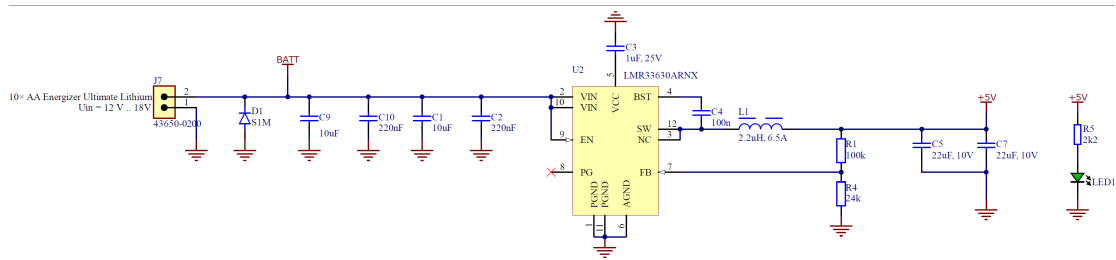 BATT
J7
10× AA Energizer Ultimate Lithium
Uin = 12 V .. 18V
2
1
43650-0200
D1
S1M
C9
10uF
C10
220nF
C1
10uF
C2
220nF
C3
1uF, 25V
U2
LMR33630ARNX
5
VCC
2
VIN
10
VIN
9
EN
8
PG
4
BST
12
SW
3
NC
7
FB
PGND
PGND
AGND
1
11
6
C4
100n
L1
2.2uH, 6.5A
R1
100k
R4
24k
C5
22uF, 10V
+5V
C7
22uF, 10V
+5V
R5
2k2
LED1